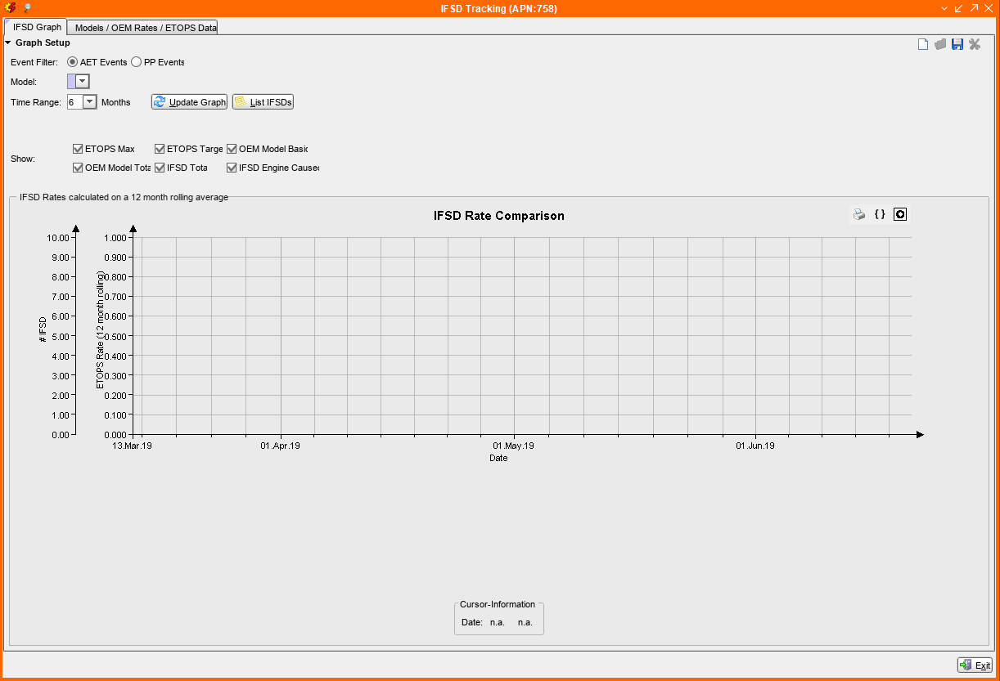 IFSD Tracking (APN:758)
IFSD Graph
Models / OEM Rates / ETOPS Data
Graph Setup
Event Filter: AET Events PP Events
Model:
Time Range: 6 Months Update Graph List IFSDs
Show:
ETOPS Max ETOPS Targe OEM Model Basic
OEM Model Tota IFSD Tota IFSD Engine Caused
IFSD Rates calculated on a 12 month rolling average
IFSD Rate Comparison
{ }
10.00 1.000
9.00 0.900
8.00 0.800
7.00 0.700
6.00 0.600
5.00 0.500
4.00 0.400
3.00 0.300
2.00 0.200
1.00 0.100
0.00 0.000
# IFSD
ETOPS Rate (12 month rolling)
13.Mar.19 01.Apr.19 01.May.19 01.Jun.19
Date
Cursor-Information
Date: n.a. n.a.
Exit